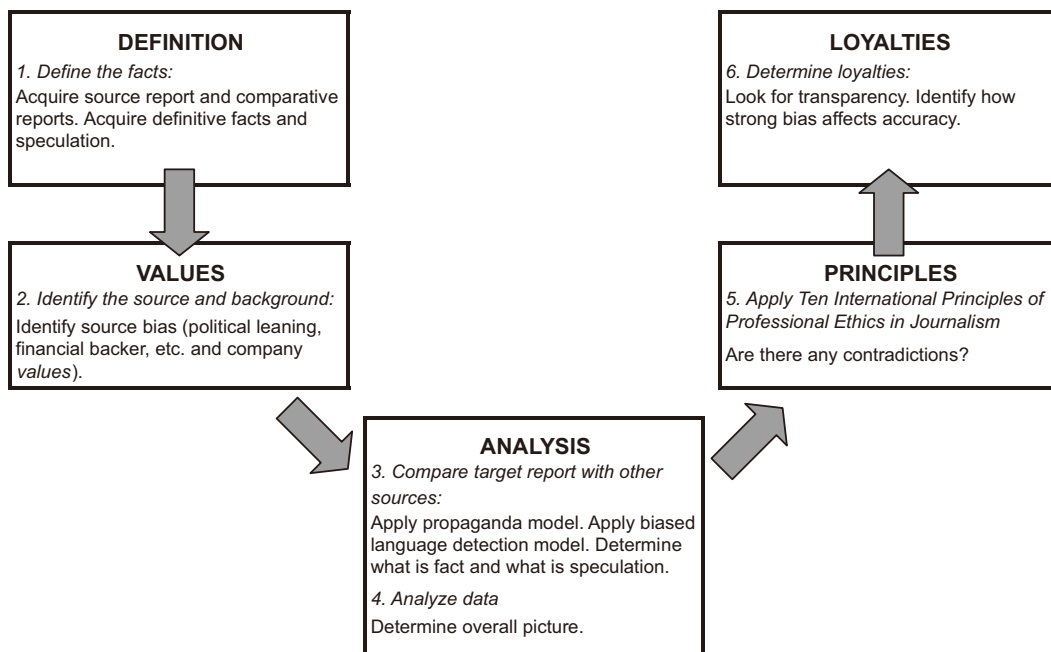 DEFINITION
1. Define the facts:
Acquire source report and comparative
reports. Acquire definitive facts and
speculation.
VALUES
2. Identify the source and background:
Identify source bias (political leaning,
financial backer, etc. and company
values).
ANALYSIS
3. Compare target report with other
sources:
Apply propaganda model. Apply biased
language detection model. Determine
what is fact and what is speculation.
4. Analyze data
Determine overall picture.
PRINCIPLES
5. Apply Ten International Principles of
Professional Ethics in Journalism
Are there any contradictions?
LOYALTIES
6. Determine loyalties:
Look for transparency. Identify how
strong bias affects accuracy.